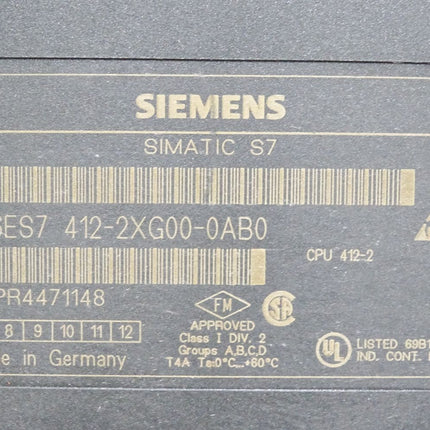 SIEMENS
SIMATIC S7
6ES7 412-2XG00-0AB0
CPU 412-2
PR4471148
8 9 10 11 12
FM
APPROVED
Class I DIV. 2
Groups A,B,C,D
T4A Ta:0°C...+60°C
UL
LISTED
IND. CONT.
in Germany